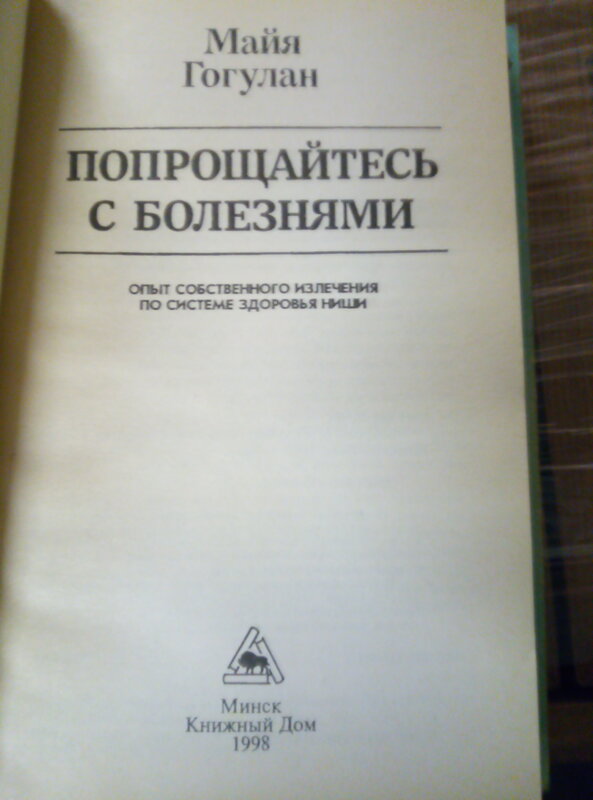 Майя
Гогулан
ПОПРОЩАЙТЕСЬ
С БОЛЕЗНЯМИ
ОПЫТ СОБСТВЕННОГО ИЗЛЕЧЕНИЯ
ПО СИСТЕМЕ ЗДОРОВЬЯ НИШИ
Минск
Книжный Дом
1998